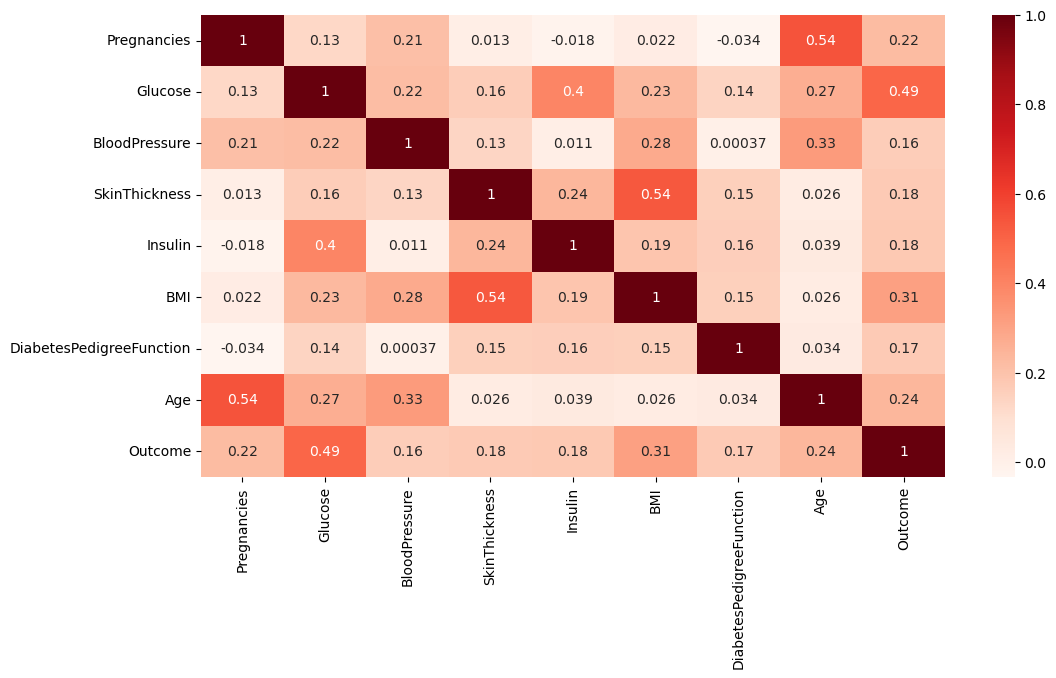 Pregnancies 1 0.13 0.21 0.013 -0.018 0.022 -0.034 0.54 0.22
Glucose 0.13 1 0.22 0.16 0.4 0.23 0.14 0.27 0.49
BloodPressure 0.21 0.22 1 0.13 0.011 0.28 0.00037 0.33 0.16
SkinThickness 0.013 0.16 0.13 1 0.24 0.54 0.15 0.026 0.18
Insulin -0.018 0.4 0.011 0.24 1 0.19 0.16 0.039 0.18
BMI 0.022 0.23 0.28 0.54 0.19 1 0.15 0.026 0.31
DiabetesPedigreeFunction -0.034 0.14 0.00037 0.15 0.16 0.15 1 0.034 0.17
Age 0.54 0.27 0.33 0.026 0.039 0.026 0.034 1 0.24
Outcome 0.22 0.49 0.16 0.18 0.18 0.31 0.17 0.24 1
Pregnancies
Glucose
BloodPressure
SkinThickness
Insulin
BMI
DiabetesPedigreeFunction
Age
Outcome
1.0
0.8
0.6
0.4
0.2
0.0